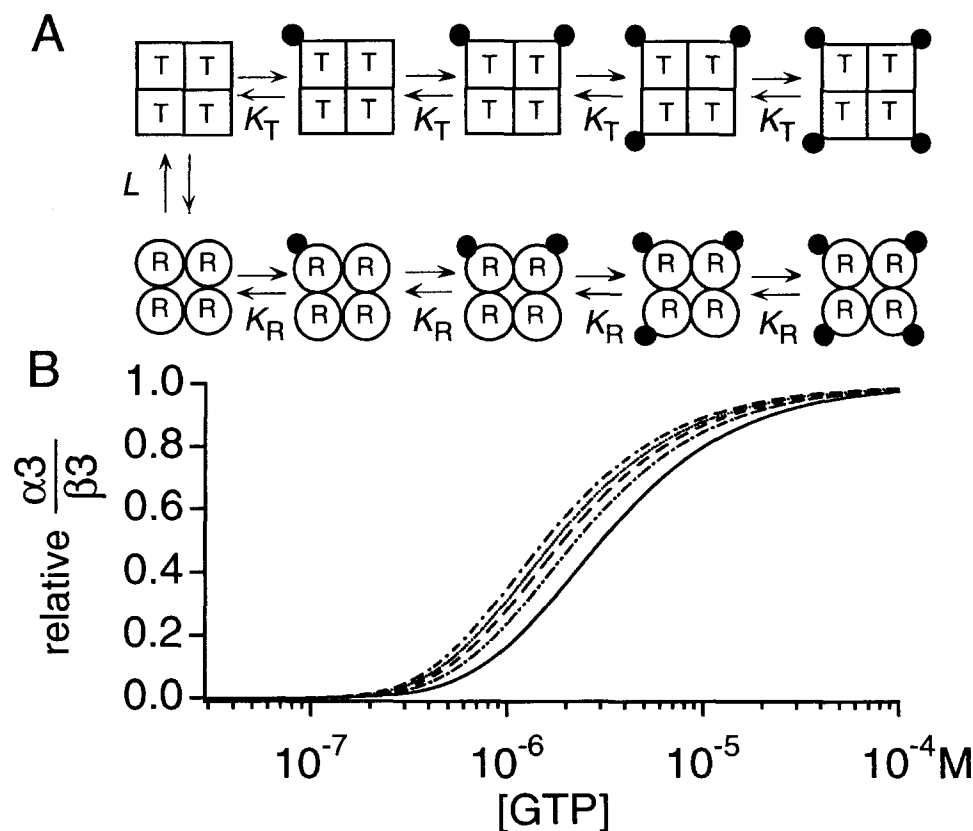 A
T T T T T T T T T T
T T T T T T T T T T
K_T K_T K_T K_T
L
R R R R R R R R R R
R R R R R R R R R R
K_R K_R K_R K_R
B
1.0
0.8
0.6
0.4
0.2
0.0
relative α3/β3
10^-7 10^-6 10^-5 10^-4 M
[GTP]